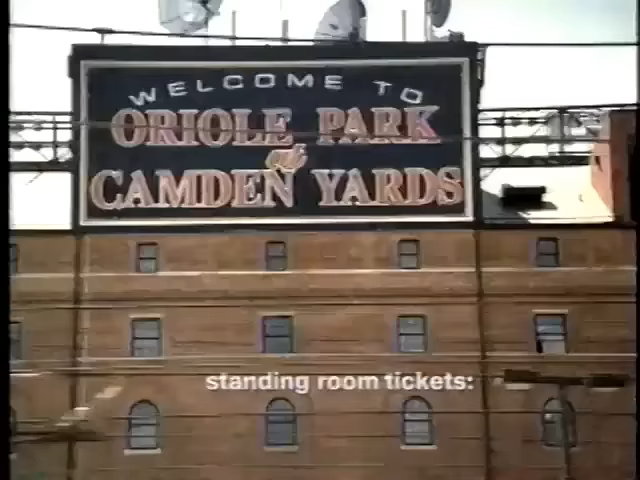 WELCOME TO
ORIOLE PARK
at
CAMDEN YARDS
standing room tickets: